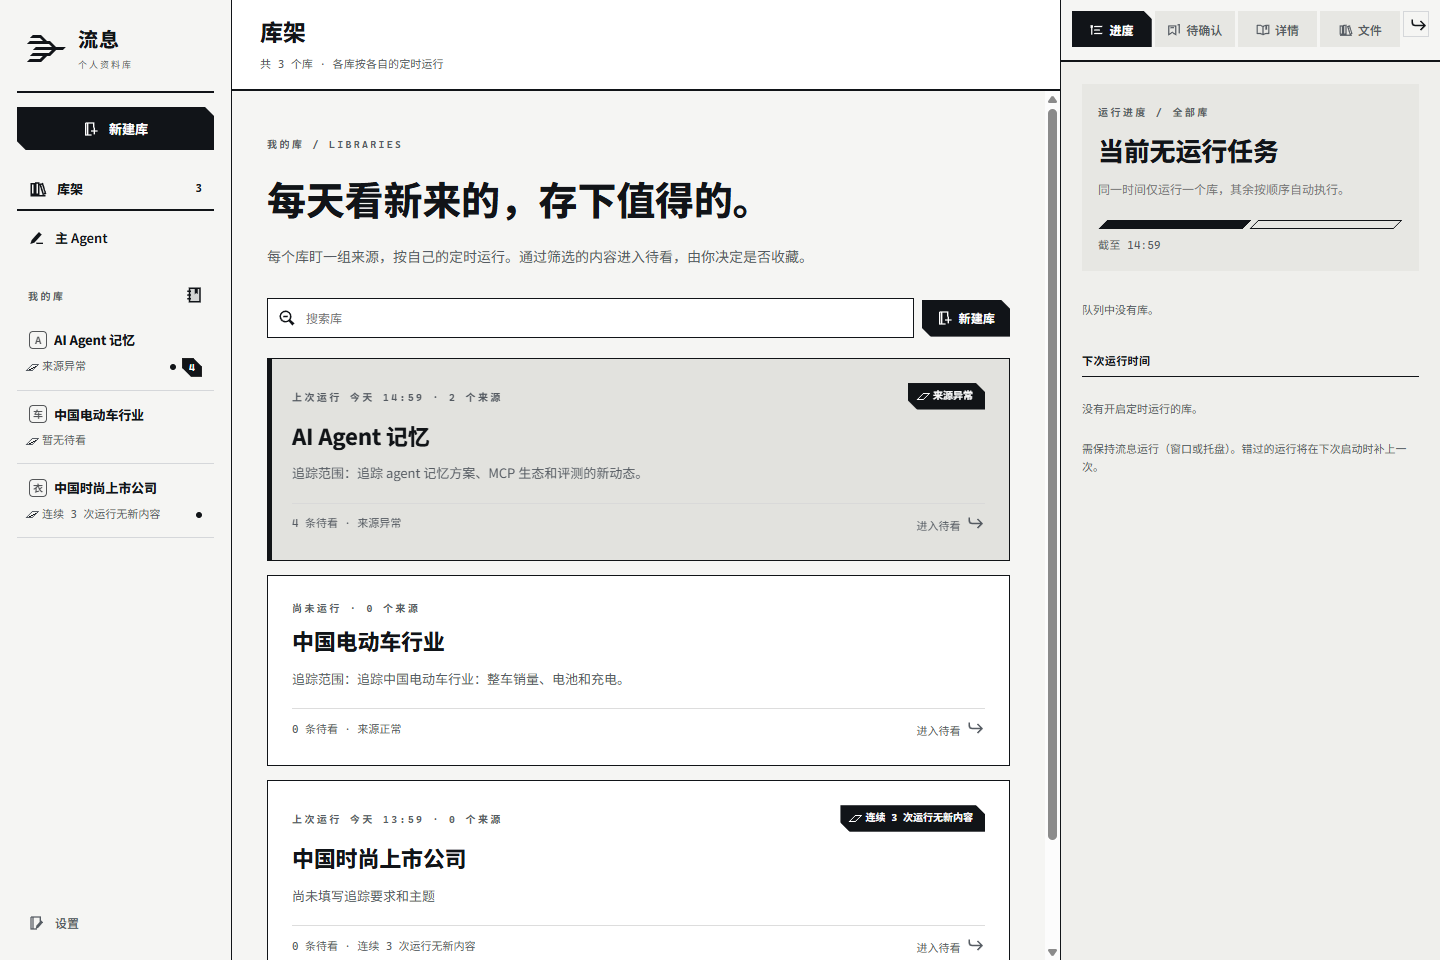 流息
个人资料库
新建库
库架 3
主 Agent
我的库
A AI Agent 记忆
来源异常 4
车 中国电动车行业
暂无待看
衣 中国时尚上市公司
连续 3 次运行无新内容
设置
库架
共 3 个库 · 各库按各自的定时运行
我的库 / LIBRARIES
每天看新来的，存下值得的。
每个库盯一组来源，按自己的定时运行。通过筛选的内容进入待看，由你决定是否收藏。
搜索库
新建库
上次运行 今天 14:59 · 2 个来源
来源异常
AI Agent 记忆
追踪范围：追踪 agent 记忆方案、MCP 生态和评测的新动态。
4 条待看 · 来源异常
进入待看
尚未运行 · 0 个来源
中国电动车行业
追踪范围：追踪中国电动车行业：整车销量、电池和充电。
0 条待看 · 来源正常
进入待看
上次运行 今天 13:59 · 0 个来源
连续 3 次运行无新内容
中国时尚上市公司
尚未填写追踪要求和主题
0 条待看 · 连续 3 次运行无新内容
进入待看
进度
待确认
详情
文件
运行进度 / 全部库
当前无运行任务
同一时间仅运行一个库，其余按顺序自动执行。
截至 14:59
队列中没有库。
下次运行时间
没有开启定时运行的库。
需保持流息运行（窗口或托盘）。错过的运行将在下次启动时补上一
次。